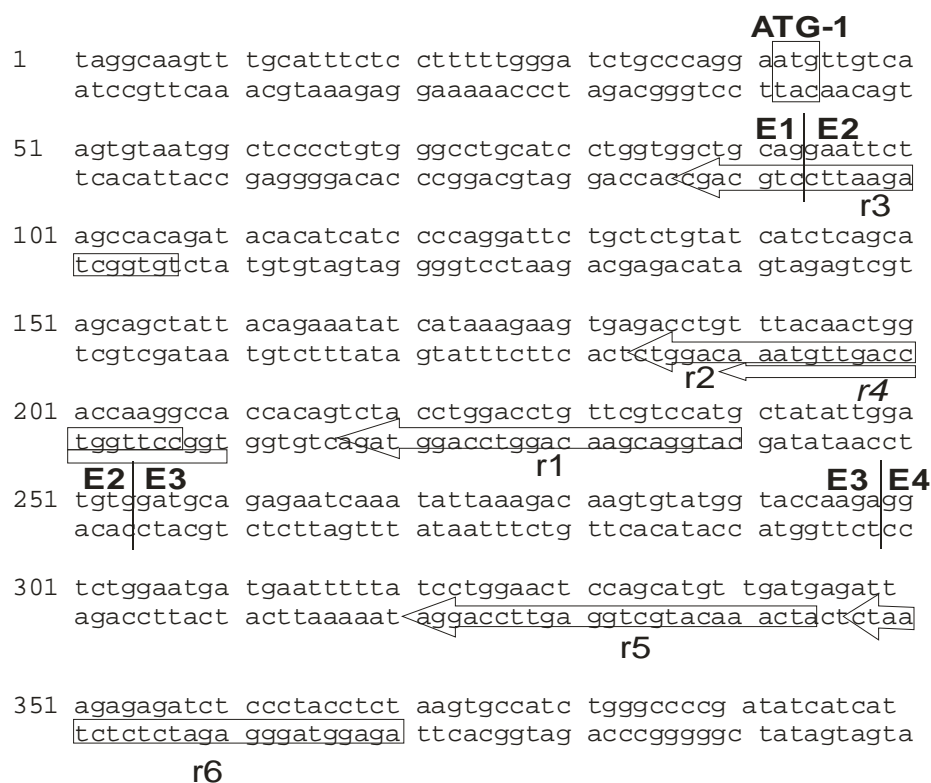 ATG-1
1 taggcaagtt tgcatttctc ctttttggga tctgcccagg aatgttgtca
atccgttcaa aacgtaaagag gaaaaaccct agacgggtcc ttacaacagt
E1 E2
51 agtgtaatgg ctcccctgtg ggcctgcatc ctggtggctg caggaattct
tcacattacc gaggggacac ccggacgtag gaccaccgac gtccttaaga
r3
101 agccacagat acacatcatc cccaggattc tgctctgtat catctcagca
tcggtgtcta tgtgtagtag gggtcctaag acgagacata gtagagtcgt
151 agcagctatt acagaaatat cataaagaag tgagacctgt ttacaactgg
tcgtcgataa tgtctttata gtatttcttc actctggaca aatgttgacc
r2 r4
201 accaaggcca ccacagtcta cctggacctg ttcgtccatg ctatattgga
tggttccggt ggtgtcagat ggacctggac aagcaggtac gatataacct
r1
E2 E3 E3 E4
251 tgtggatgca gagaatcaaa tattaaagac aagtgtatgg taccaagagg
acacctacgt ctcttagttt ataatttctg ttcacatacc atggttctcc
301 tctggaatga tgaattttta tcctggaact ccagcatgtt tgatgagatt
agaccttact acttaaaaat aggaccttga ggtcgtacaa actactctaa
r5
351 agagagatct ccctacctct aagtgccatc tgggccccg atatcatcat
tctctctaga gggatggaga ttcacggtag acccgggggc tatagtagta
r6